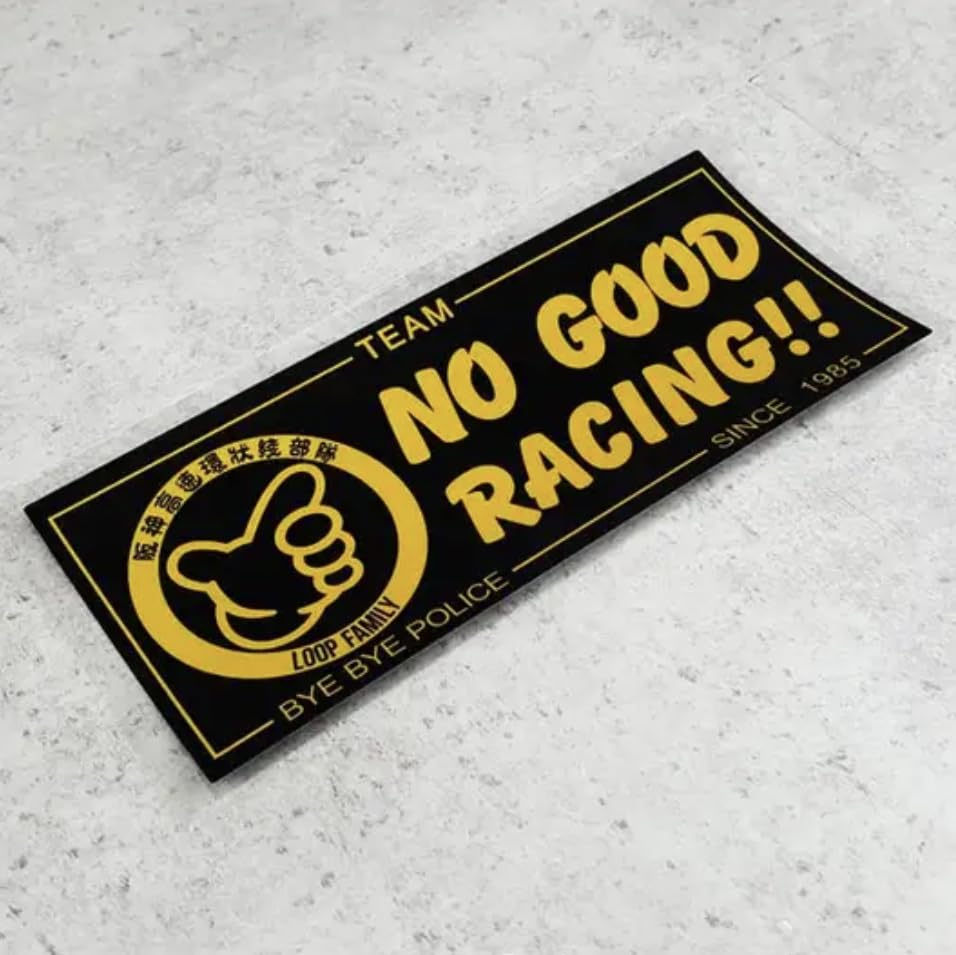 TEAM
NO GOOD
RACING!!
SINCE 1985
阪神高速環状綫部隊
LOOP FAMILY
BYE BYE POLICE